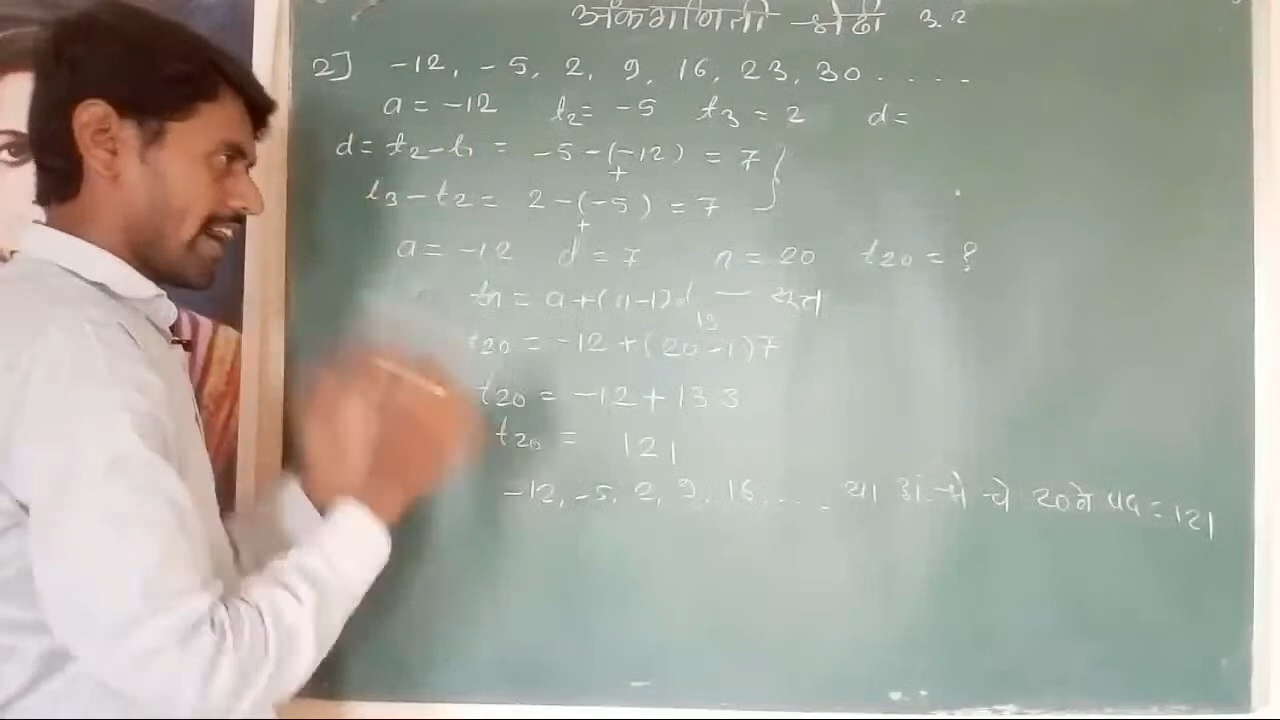 अंकगणिती श्रेढी 3.2
2] -12, -5, 2, 9, 16, 23, 30 . . . . -
a = -12 t2 = -5 t3 = 2 d =
d = t2 - t1 = -5 - (-12) = 7
+
t3 - t2 = 2 - (-5) = 7
+
a = -12 d = 7 n = 20 t20 = ?
tn = a + (n-1)d — सूत्र
19
t20 = -12 + (20-1)7
t20 = -12 + 133
t20 = 121
-12, -5, 2, 9, 16, - . . . या अं. श्रे चे 20वे पद = 121